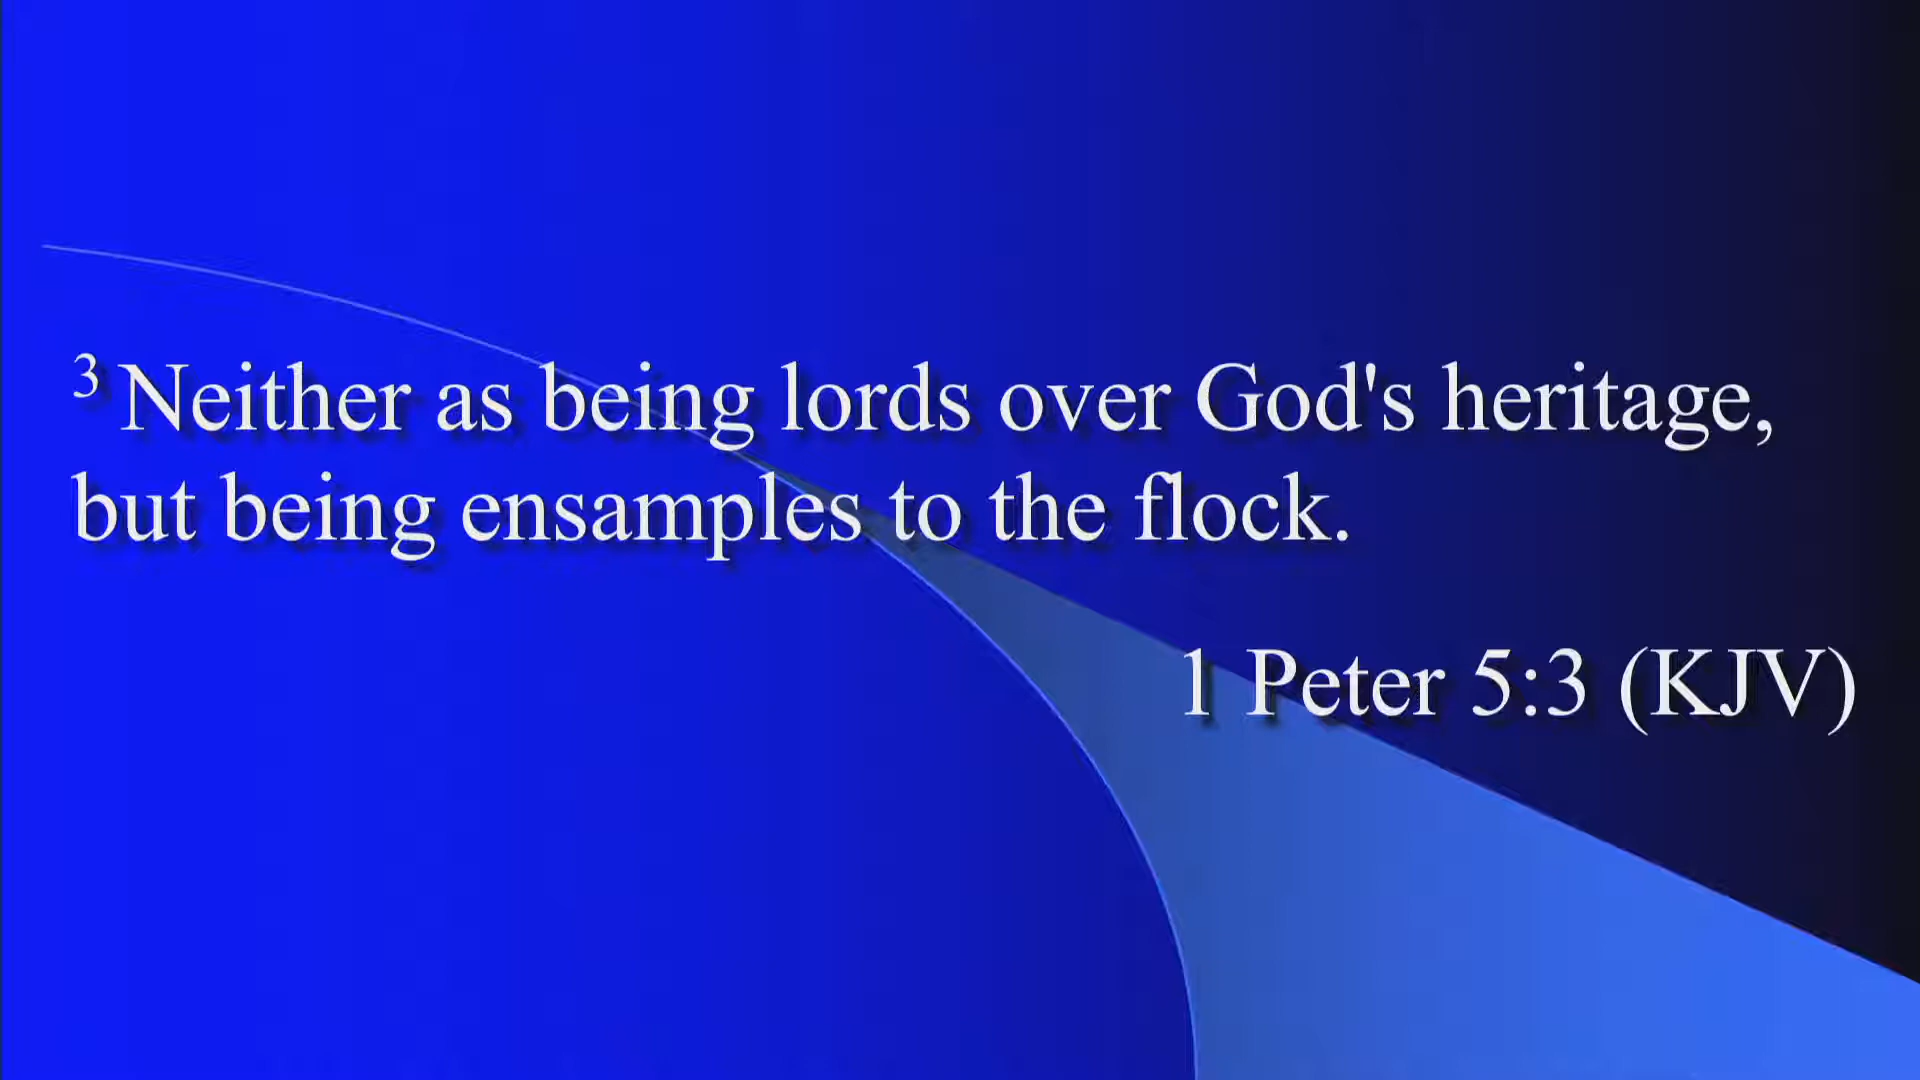 3 Neither as being lords over God's heritage,
but being ensamples to the flock.
1 Peter 5:3 (KJV)